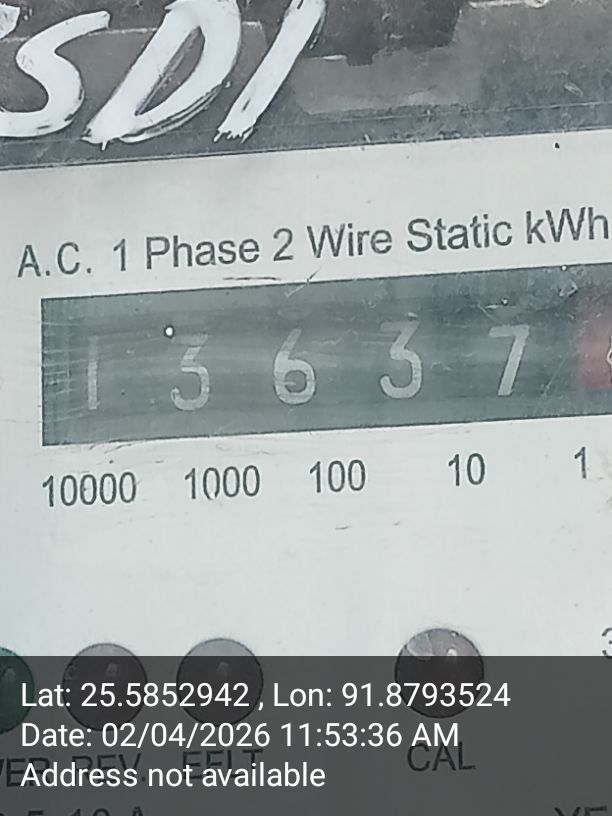 SDI
A.C. 1 Phase 2 Wire Static kWh
1 3 6 3 7
10000 1000 100 10 1
Lat: 25.5852942 , Lon: 91.8793524
Date: 02/04/2026 11:53:36 AM
CAL
Address not available